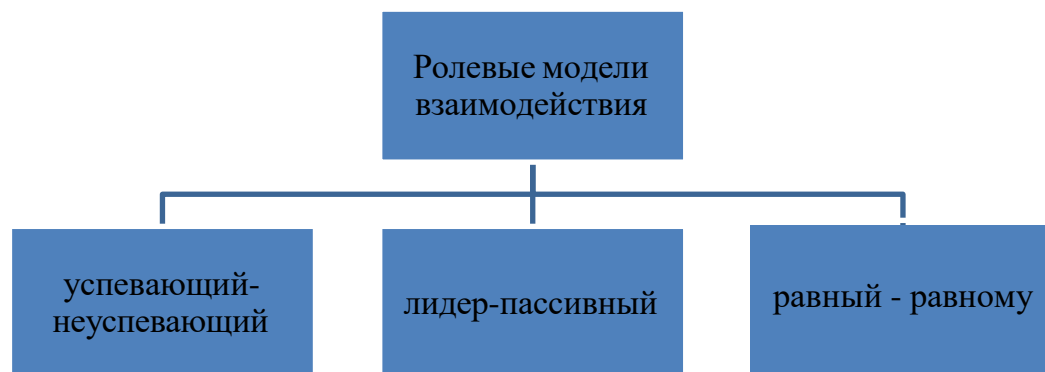 Ролевые модели
взаимодействия
успевающий-
неуспевающий
лидер-пассивный
равный - равному